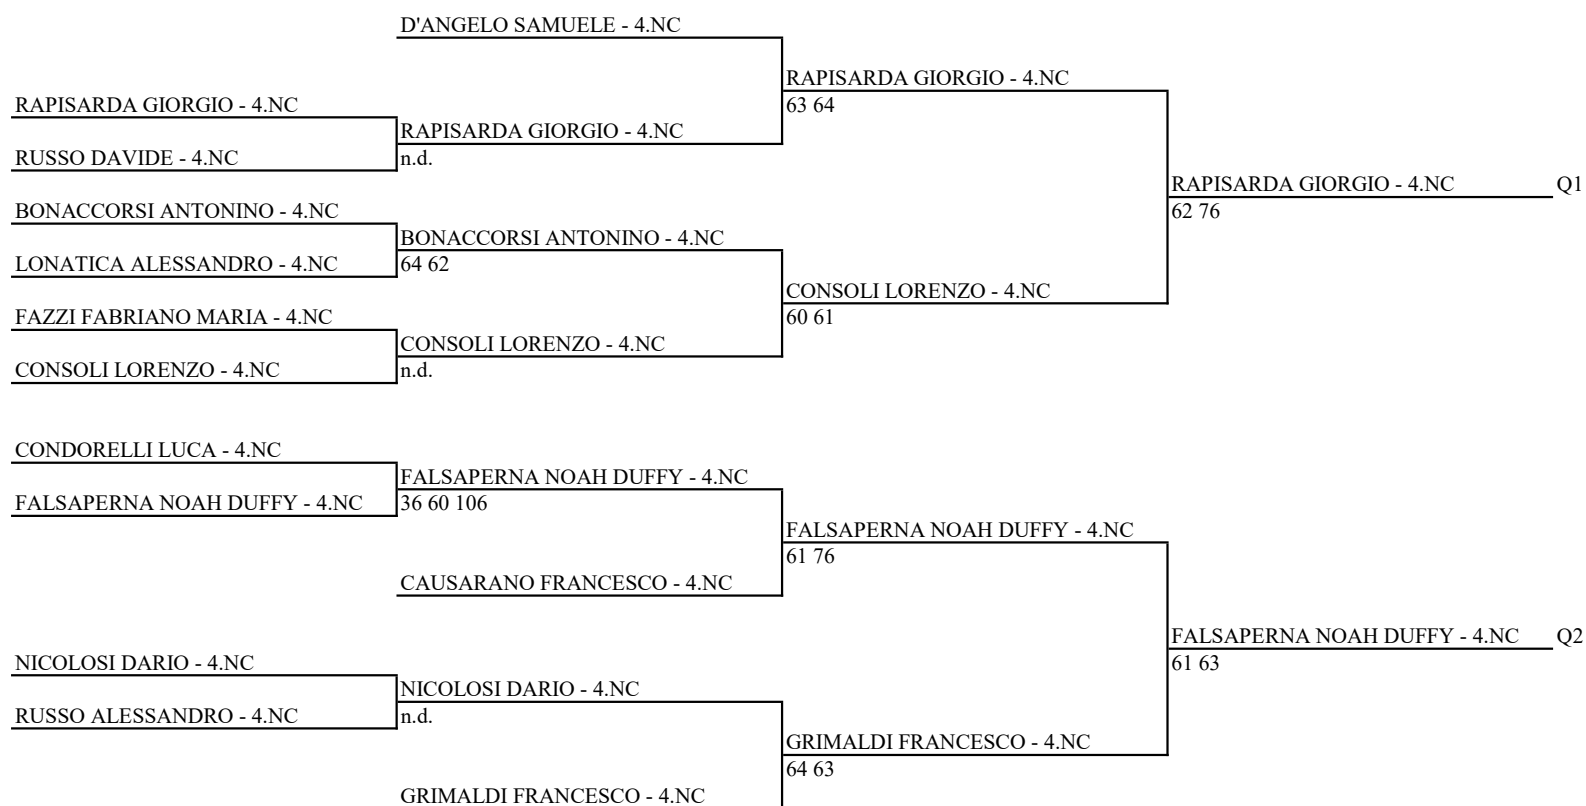 D'ANGELO SAMUELE - 4.NC
RAPISARDA GIORGIO - 4.NC
63 64
RAPISARDA GIORGIO - 4.NC
RAPISARDA GIORGIO - 4.NC
n.d.
RUSSO DAVIDE - 4.NC
RAPISARDA GIORGIO - 4.NC Q1
62 76
BONACCORSI ANTONINO - 4.NC
BONACCORSI ANTONINO - 4.NC
64 62
LONATICA ALESSANDRO - 4.NC
CONSOLI LORENZO - 4.NC
60 61
FAZZI FABRIANO MARIA - 4.NC
CONSOLI LORENZO - 4.NC
n.d.
CONSOLI LORENZO - 4.NC
CONDORELLI LUCA - 4.NC
FALSAPERNA NOAH DUFFY - 4.NC
36 60 106
FALSAPERNA NOAH DUFFY - 4.NC
FALSAPERNA NOAH DUFFY - 4.NC
61 76
CAUSARANO FRANCESCO - 4.NC
FALSAPERNA NOAH DUFFY - 4.NC Q2
61 63
NICOLOSI DARIO - 4.NC
NICOLOSI DARIO - 4.NC
n.d.
RUSSO ALESSANDRO - 4.NC
GRIMALDI FRANCESCO - 4.NC
64 63
GRIMALDI FRANCESCO - 4.NC